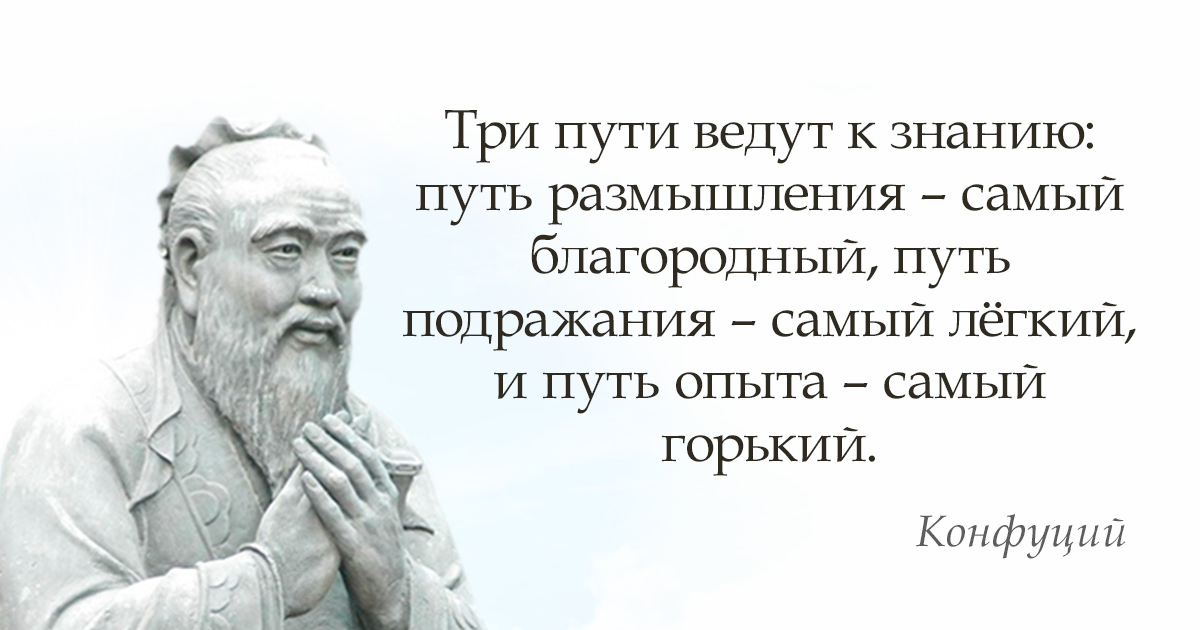 Три пути ведут к знанию:
путь размышления – самый
благородный, путь
подражания – самый лёгкий,
и путь опыта – самый
горький.
Конфуций